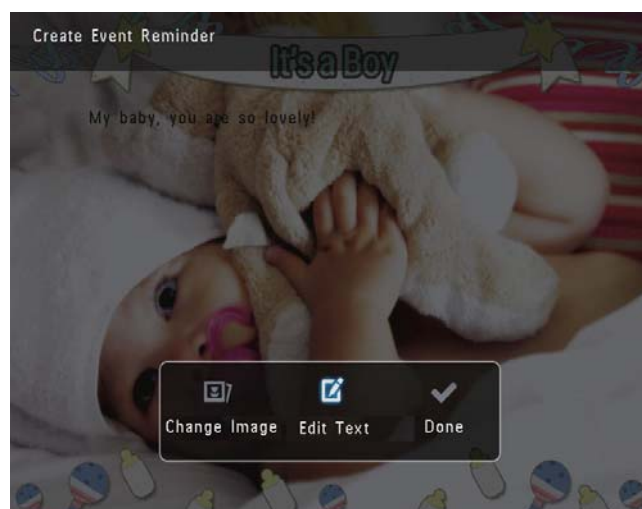 Create Event Reminder
It's a Boy
My baby, you are so lovely!
Change Image Edit Text Done